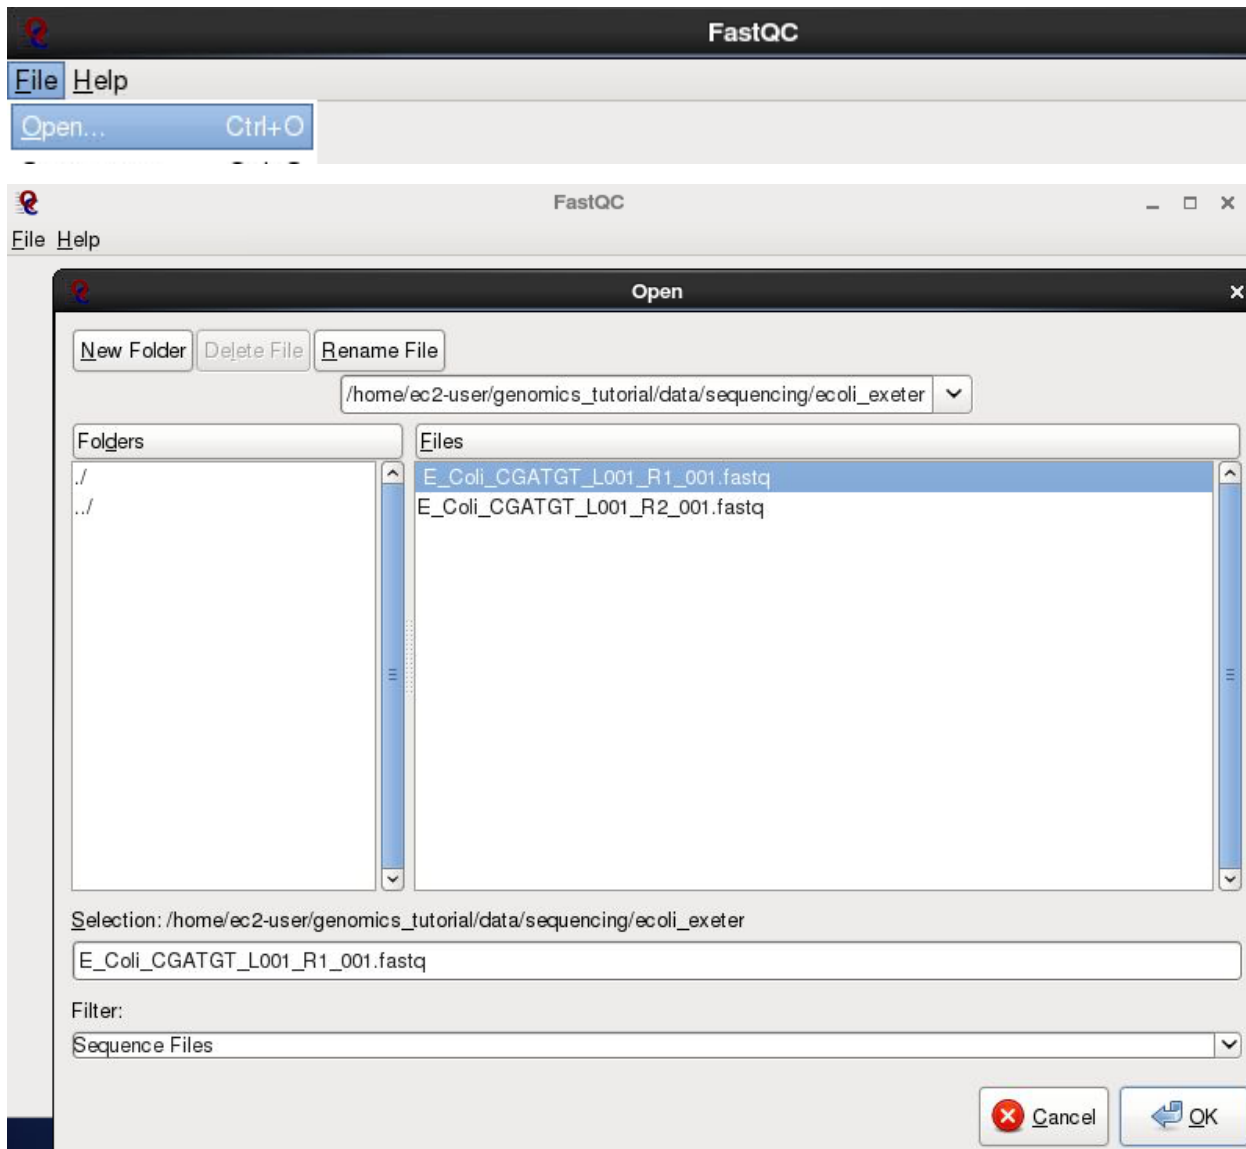 FastQC
File Help
Open... Ctrl+O
FastQC
File Help
Open
New Folder Delete File Rename File
/home/ec2-user/genomics_tutorial/data/sequencing/ecoli_exeter
Folders Files
./ E_Coli_CGATGT_L001_R1_001.fastq
../ E_Coli_CGATGT_L001_R2_001.fastq
Selection: /home/ec2-user/genomics_tutorial/data/sequencing/ecoli_exeter
E_Coli_CGATGT_L001_R1_001.fastq
Filter:
Sequence Files
Cancel OK